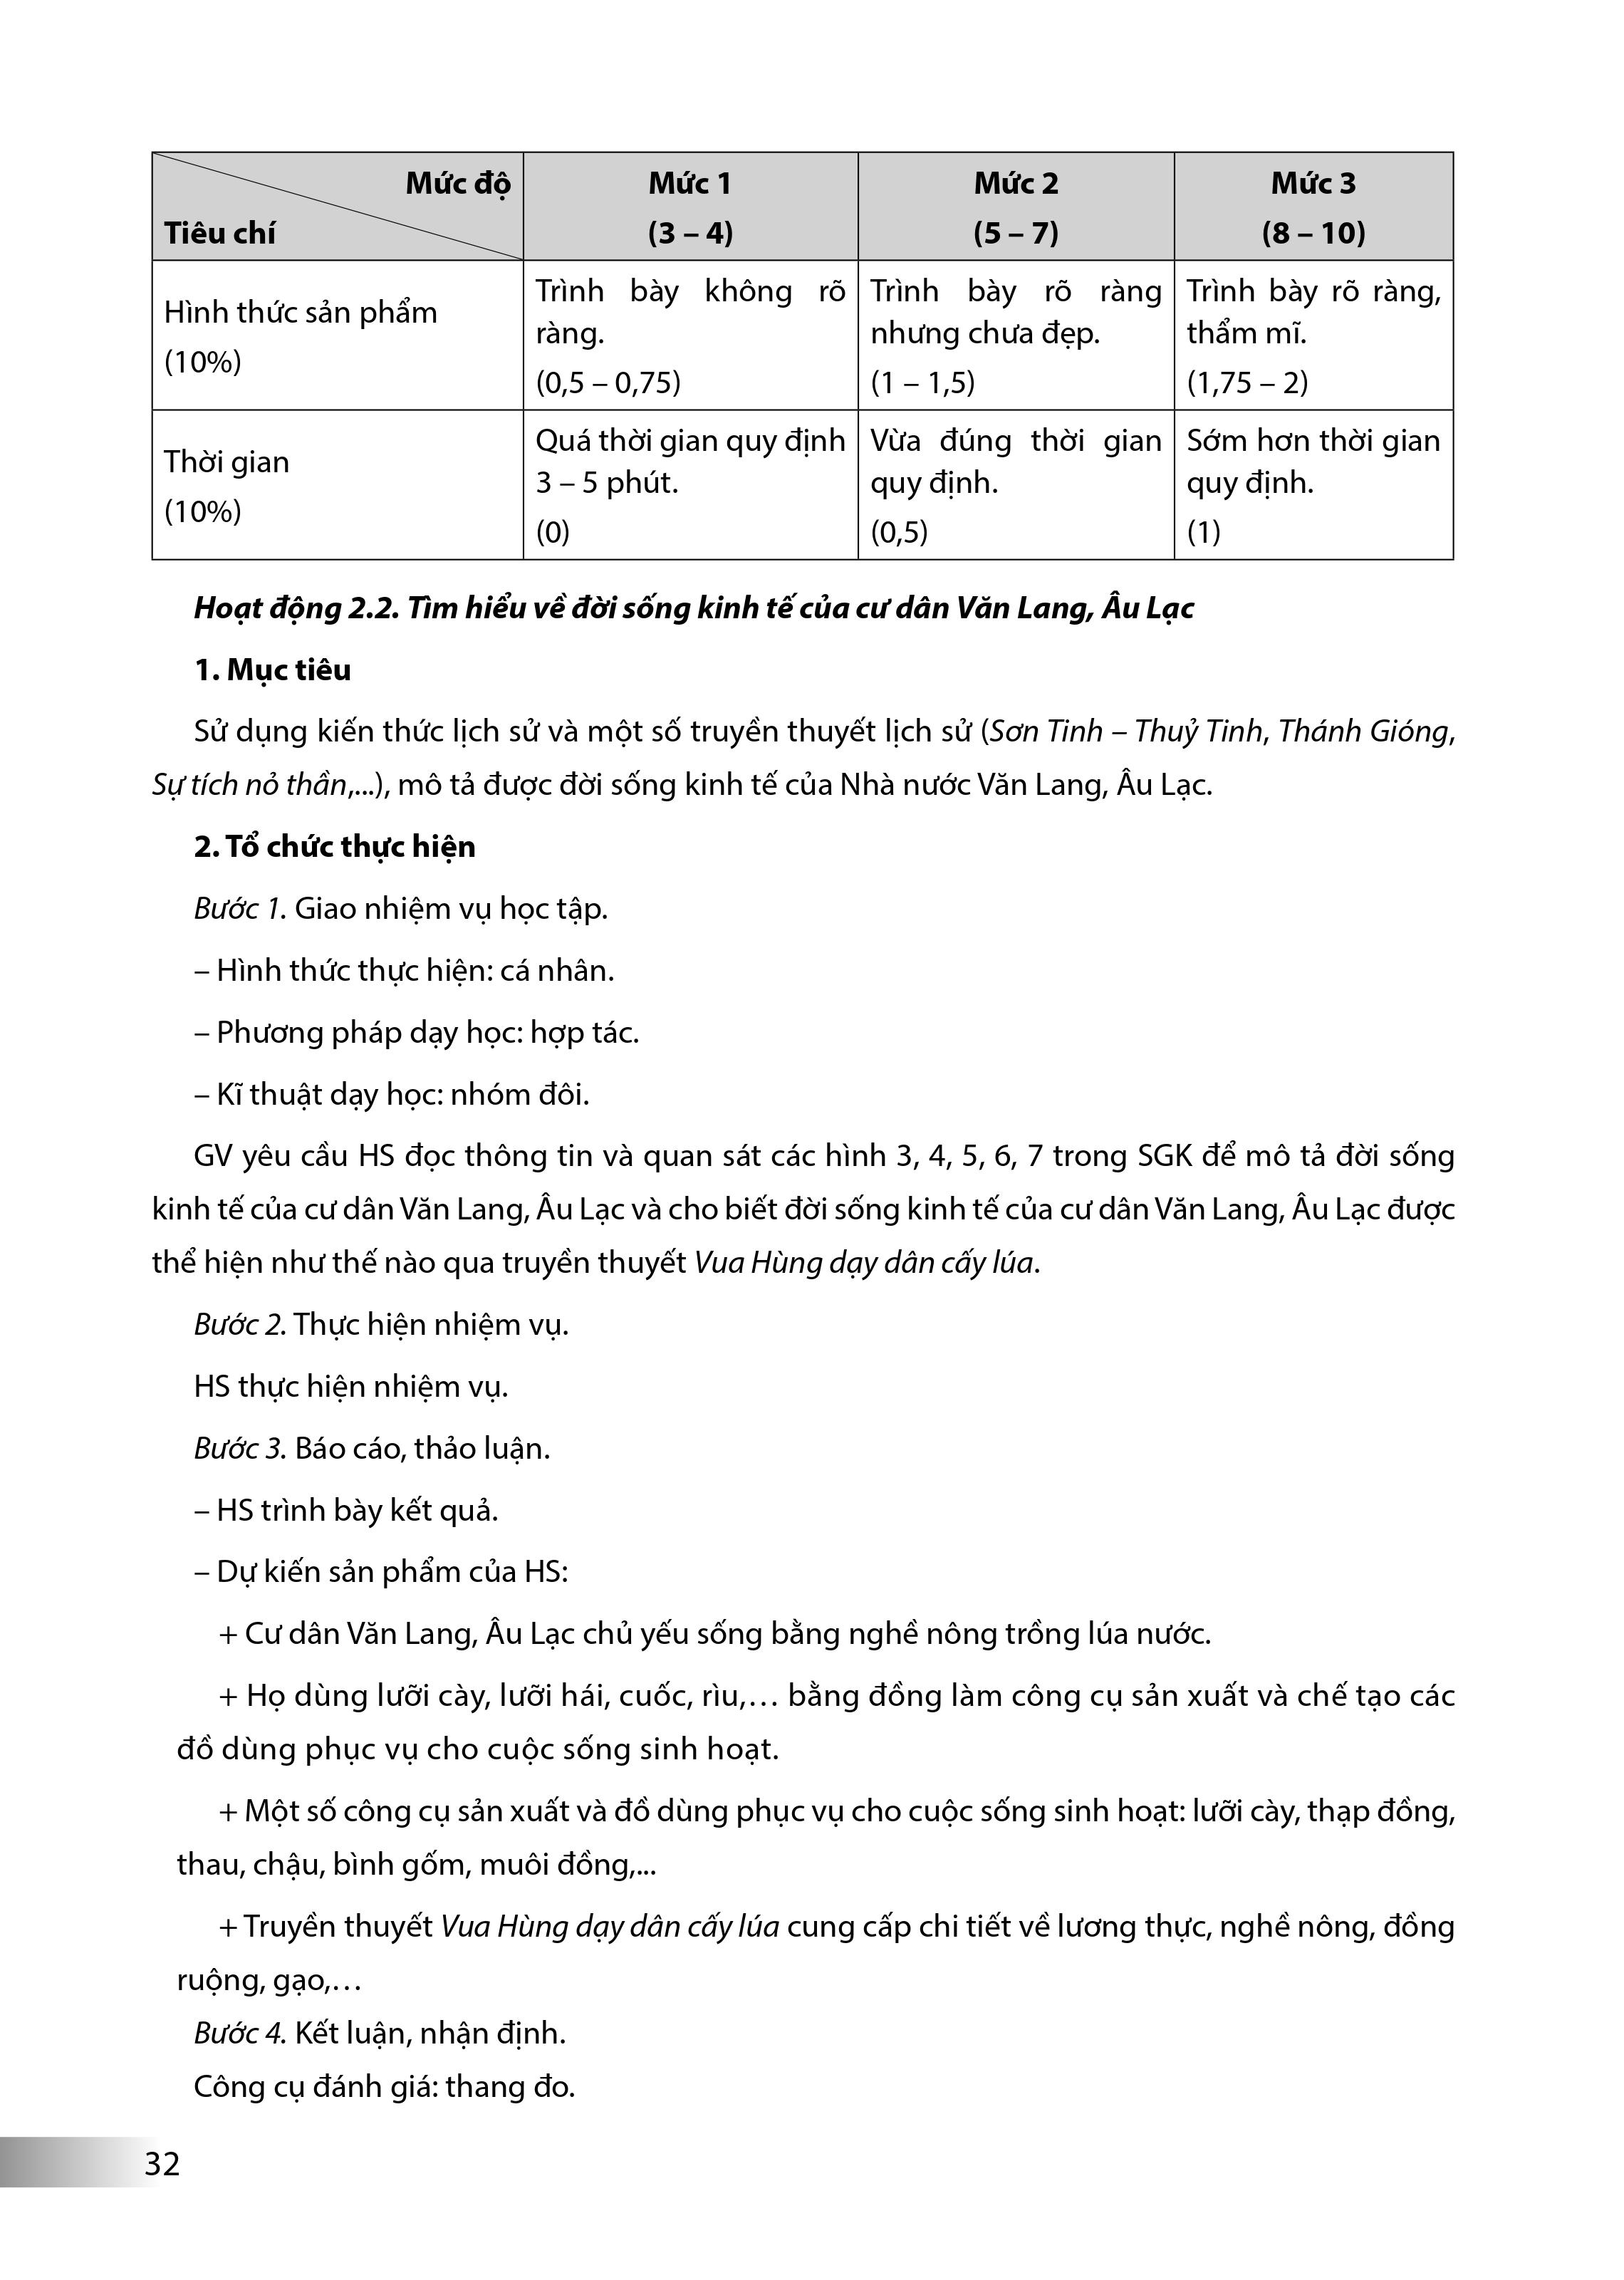 Mức độ
Tiêu chí
Mức 1
(3 – 4)
Mức 2
(5 – 7)
Mức 3
(8 – 10)
Hình thức sản phẩm
(10%)
Trình bày không rõ
ràng.
(0,5 – 0,75)
Trình bày rõ ràng
nhưng chưa đẹp.
(1 – 1,5)
Trình bày rõ ràng,
thẩm mĩ.
(1,75 – 2)
Thời gian
(10%)
Quá thời gian quy định
3 – 5 phút.
(0)
Vừa đúng thời gian
quy định.
(0,5)
Sớm hơn thời gian
quy định.
(1)
Hoạt động 2.2. Tìm hiểu về đời sống kinh tế của cư dân Văn Lang, Âu Lạc
1. Mục tiêu
Sử dụng kiến thức lịch sử và một số truyền thuyết lịch sử (Sơn Tinh – Thuỷ Tinh, Thánh Gióng,
Sự tích nỏ thần,...), mô tả được đời sống kinh tế của Nhà nước Văn Lang, Âu Lạc.
2. Tổ chức thực hiện
Bước 1. Giao nhiệm vụ học tập.
– Hình thức thực hiện: cá nhân.
– Phương pháp dạy học: hợp tác.
– Kĩ thuật dạy học: nhóm đôi.
GV yêu cầu HS đọc thông tin và quan sát các hình 3, 4, 5, 6, 7 trong SGK để mô tả đời sống
kinh tế của cư dân Văn Lang, Âu Lạc và cho biết đời sống kinh tế của cư dân Văn Lang, Âu Lạc được
thể hiện như thế nào qua truyền thuyết Vua Hùng dạy dân cấy lúa.
Bước 2. Thực hiện nhiệm vụ.
HS thực hiện nhiệm vụ.
Bước 3. Báo cáo, thảo luận.
– HS trình bày kết quả.
– Dự kiến sản phẩm của HS:
+ Cư dân Văn Lang, Âu Lạc chủ yếu sống bằng nghề nông trồng lúa nước.
+ Họ dùng lưỡi cày, lưỡi hái, cuốc, rìu,… bằng đồng làm công cụ sản xuất và chế tạo các
đồ dùng phục vụ cho cuộc sống sinh hoạt.
+ Một số công cụ sản xuất và đồ dùng phục vụ cho cuộc sống sinh hoạt: lưỡi cày, thạp đồng,
thau, chậu, bình gốm, muôi đồng,...
+ Truyền thuyết Vua Hùng dạy dân cấy lúa cung cấp chi tiết về lương thực, nghề nông, đồng
ruộng, gạo,…
Bước 4. Kết luận, nhận định.
Công cụ đánh giá: thang đo.
32